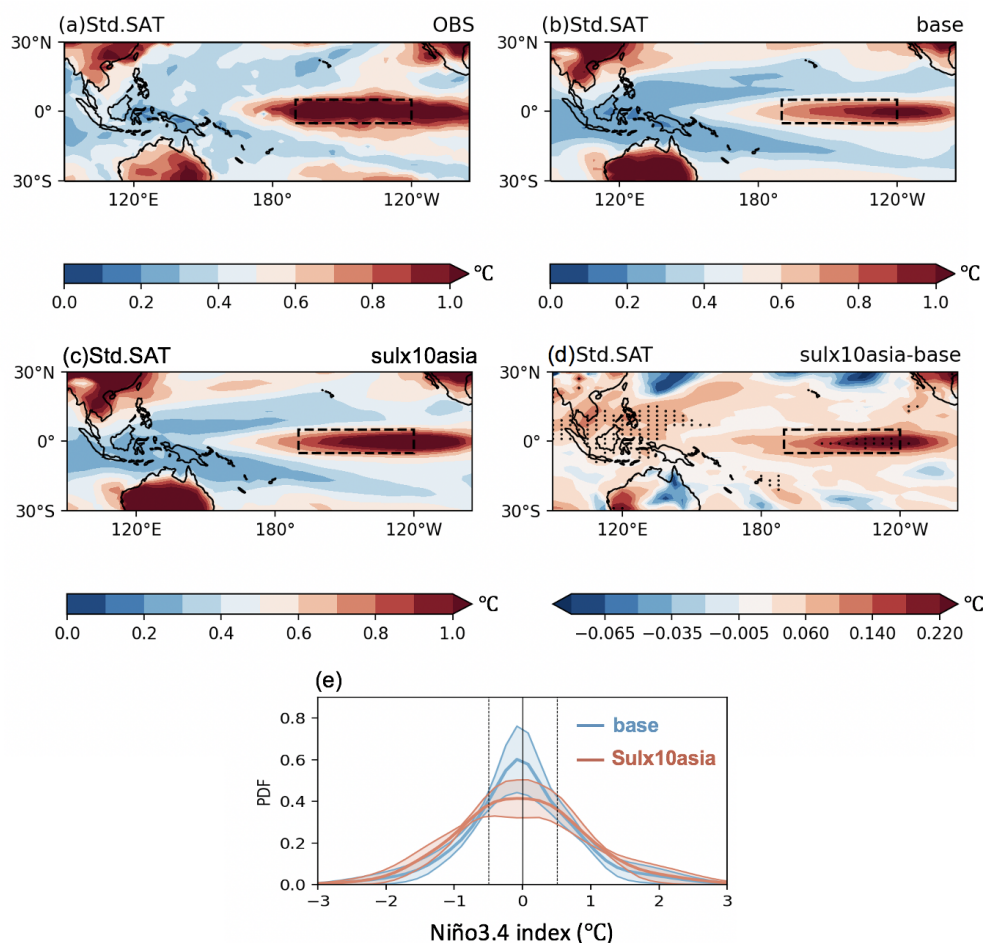 (a)Std.SAT OBS
30°N
0°
30°S
120°E 180° 120°W
0.0 0.2 0.4 0.6 0.8 1.0 °C
(b)Std.SAT base
30°N
0°
30°S
120°E 180° 120°W
0.0 0.2 0.4 0.6 0.8 1.0 °C
(c)Std.SAT sulx10asia
30°N
0°
30°S
120°E 180° 120°W
0.0 0.2 0.4 0.6 0.8 1.0 °C
(d)Std.SAT sulx10asia-base
30°N
0°
30°S
120°E 180° 120°W
−0.065 −0.035 −0.005 0.060 0.140 0.220 °C
(e)
base
Sulx10asia
PDF
0.8
0.6
0.4
0.2
0.0
−3 −2 −1 0 1 2 3
Niño3.4 index (℃)